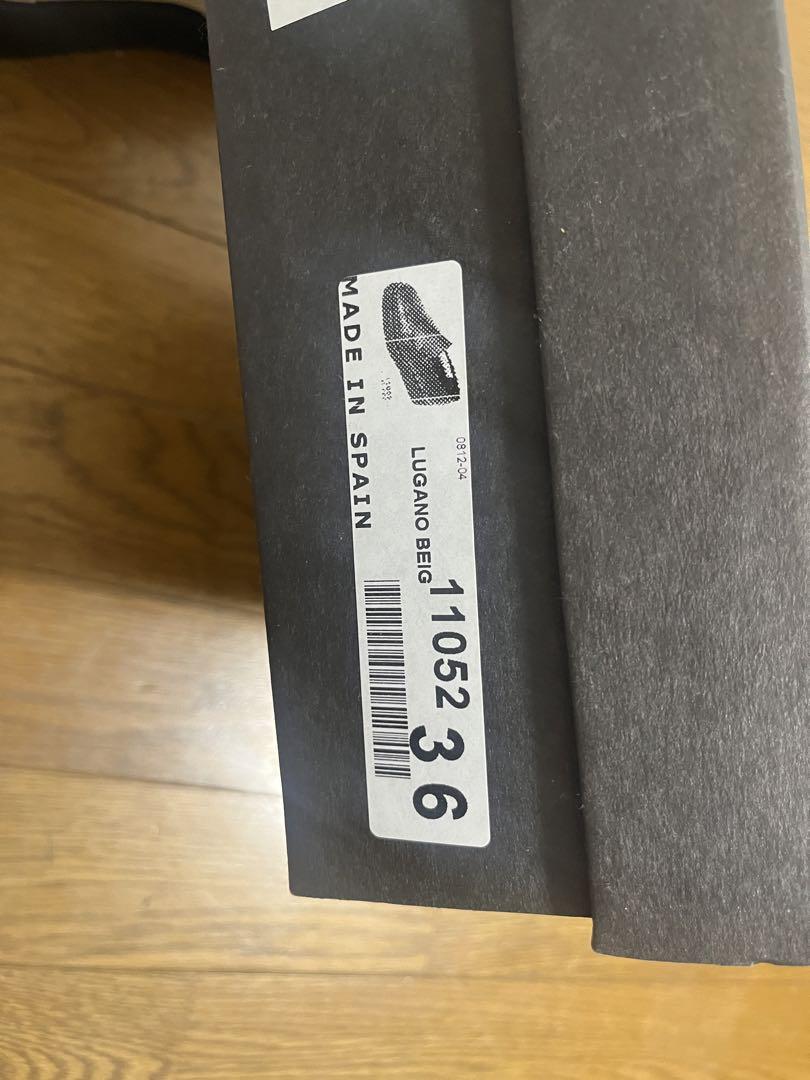 0812-04
LUGANO BEIG
11052
36
MADE IN SPAIN